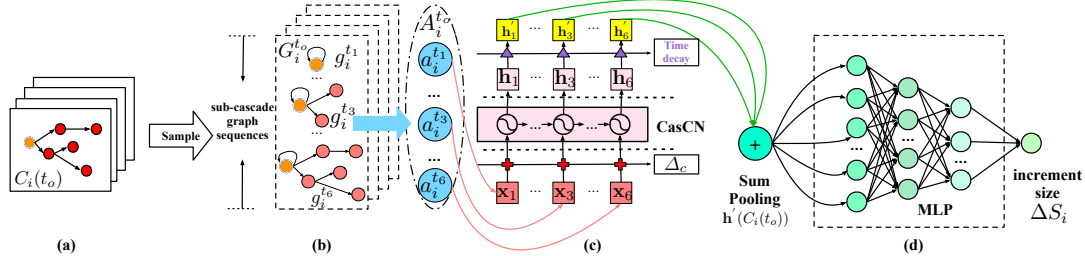 C_i(t_o)
(a)
Sample
sub-cascade
graph
sequences
G_i^{t_o}
g_i^{t_1}
...
g_i^{t_3}
...
g_i^{t_6}
(b)
A_i^{t_o}
a_i^{t_1}
...
a_i^{t_3}
...
a_i^{t_6}
h'_1 ... h'_3 ... h'_6
Time
decay
h_1 ... h_3 ... h_6
... ...
CasCN
Δ_c
x_1 ... x_3 ... x_6
(c)
+
Sum
Pooling
h'(C_i(t_o))
...
...
...
MLP
(d)
increment
size
ΔS_i